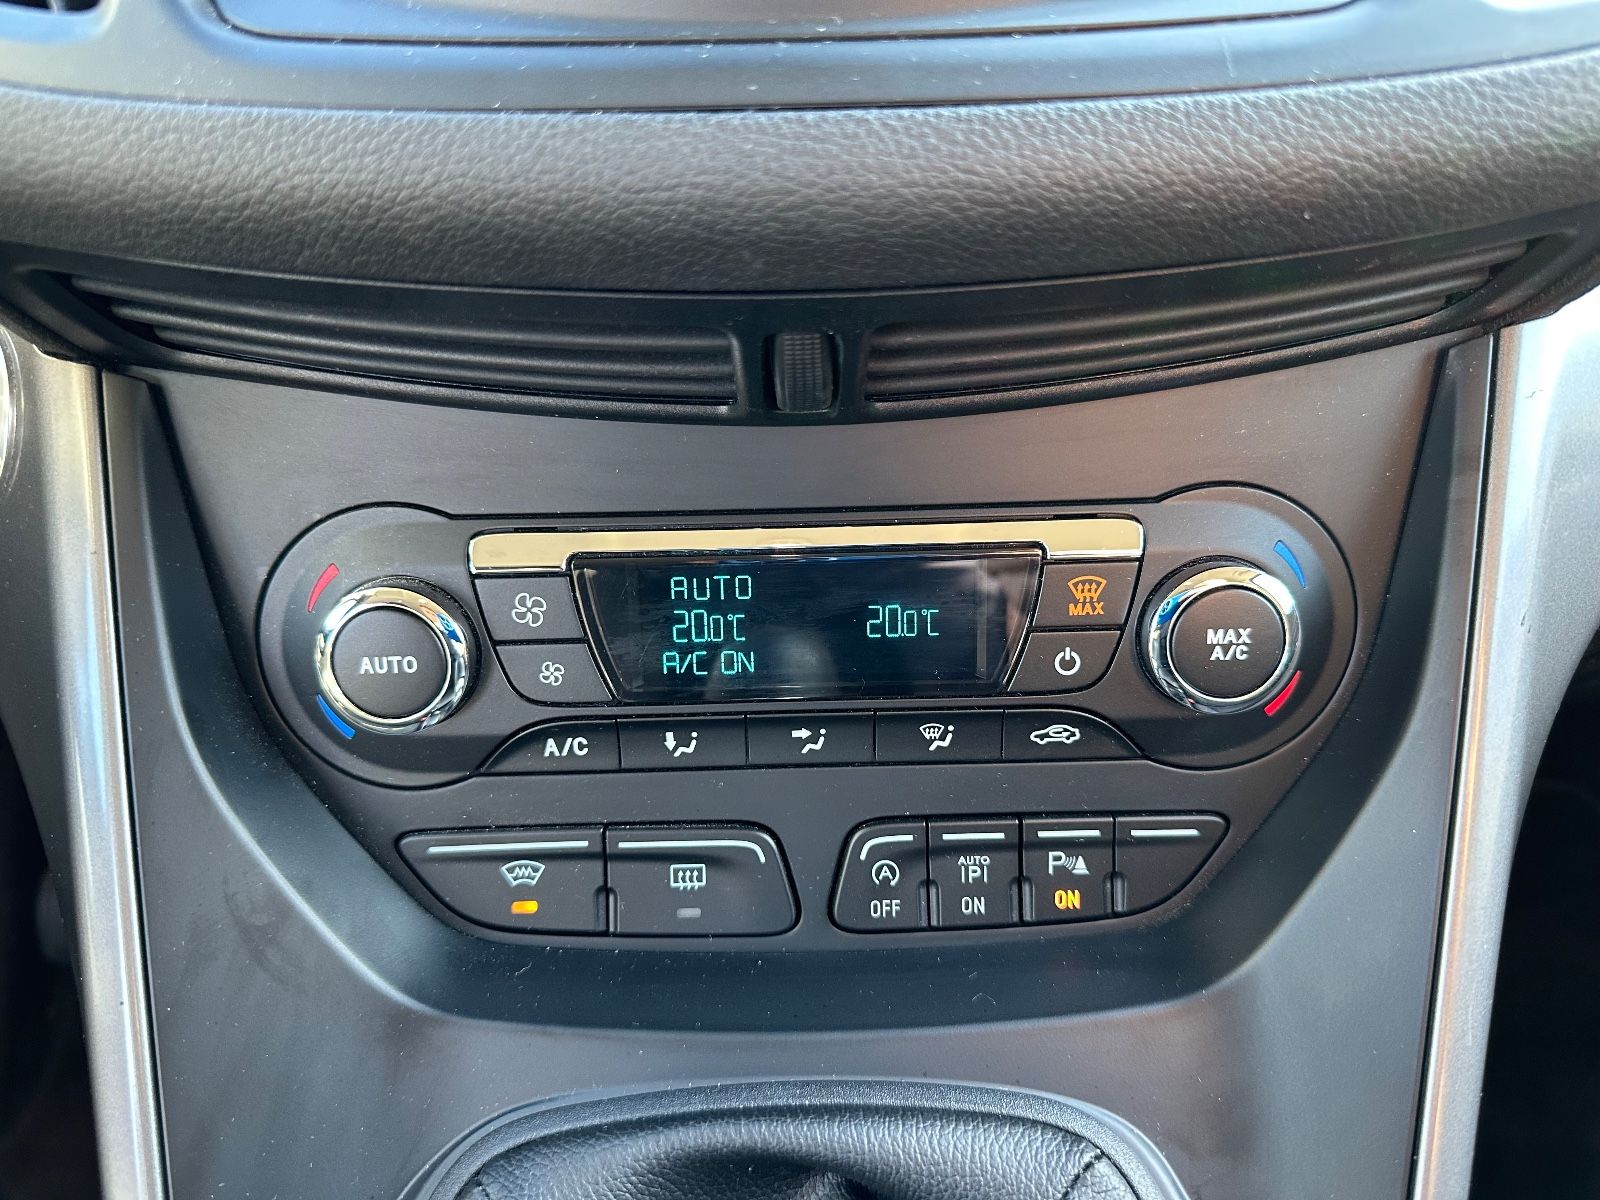 AUTO
20.0°C 20.0°C
A/C ON
MAX
AUTO
MAX
A/C
A/C
A
OFF
AUTO
P
ON
P
ON